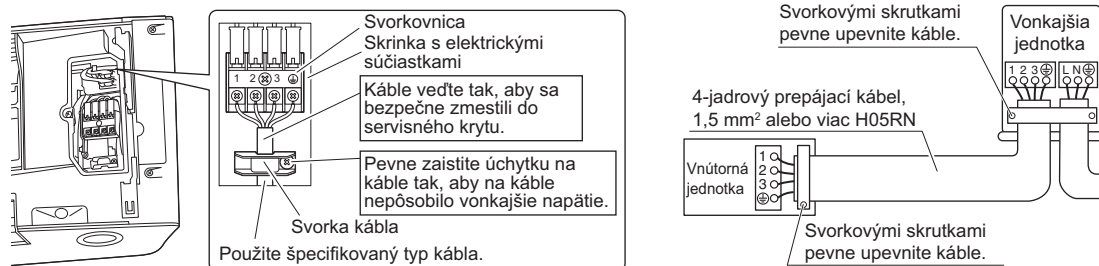 Svorkovnica
Skrinka s elektrickými
súčiastkami
1 2 3
Káble veďte tak, aby sa
bezpečne zmestili do
servisného krytu.
Pevne zaistite úchytku na
káble tak, aby na káble
nepôsobilo vonkajšie napätie.
Svorka kábla
Použite špecifikovaný typ kábla.
Svorkovými skrutkami
pevne upevnite káble.
Vonkajšia
jednotka
1 2 3 L N
4-jadrový prepájací kábel,
1,5 mm² alebo viac H05RN
Vnútorná
jednotka
1
2
3
Svorkovými skrutkami
pevne upevnite káble.